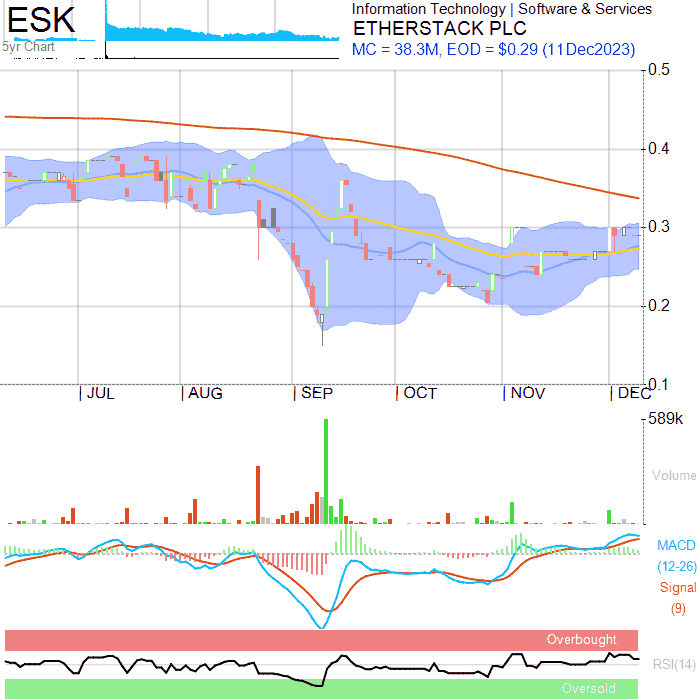 ESK
5yr Chart
Information Technology | Software & Services
ETHERSTACK PLC
MC = 38.3M, EOD = $0.29 (11Dec2023)
0.5
0.4
0.3
0.2
0.1
JUL AUG SEP OCT NOV DEC
589k
Volume
MACD
(12-26)
Signal
(9)
Overbought
RSI(14)
Oversold